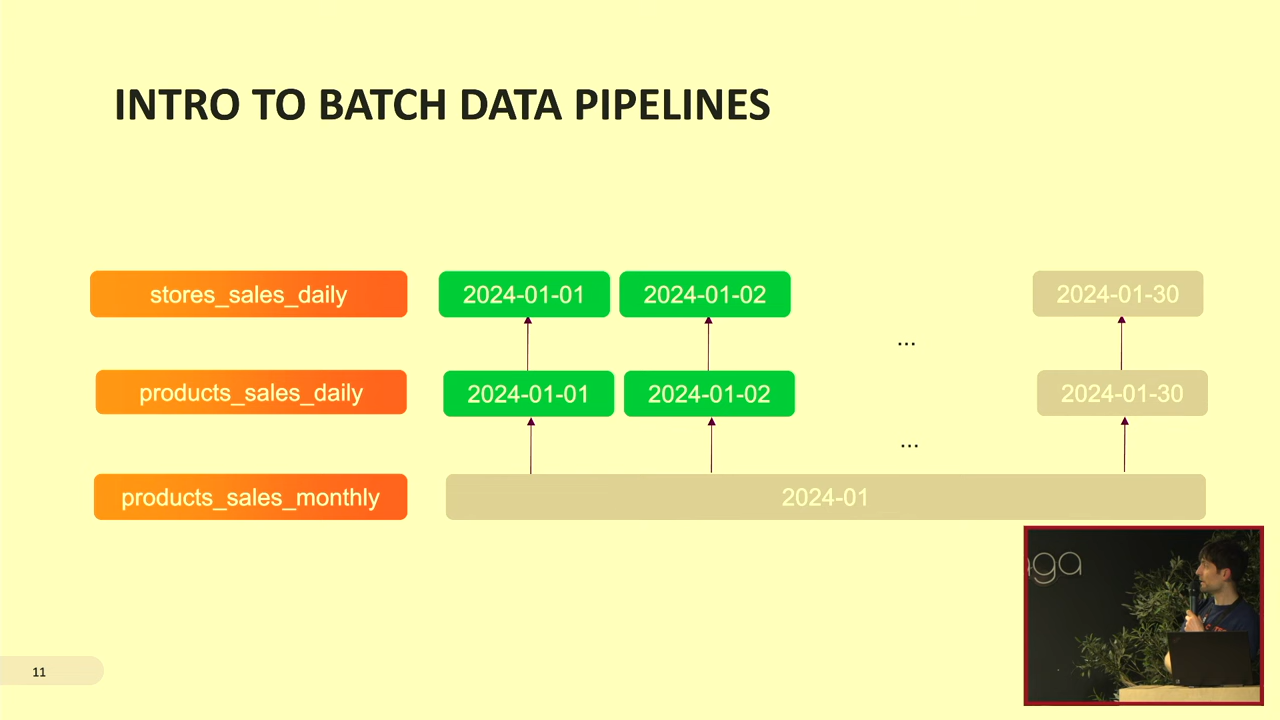 INTRO TO BATCH DATA PIPELINES
stores_sales_daily 2024-01-01 2024-01-02 2024-01-30
...
products_sales_daily 2024-01-01 2024-01-02 2024-01-30
...
products_sales_monthly 2024-01
11